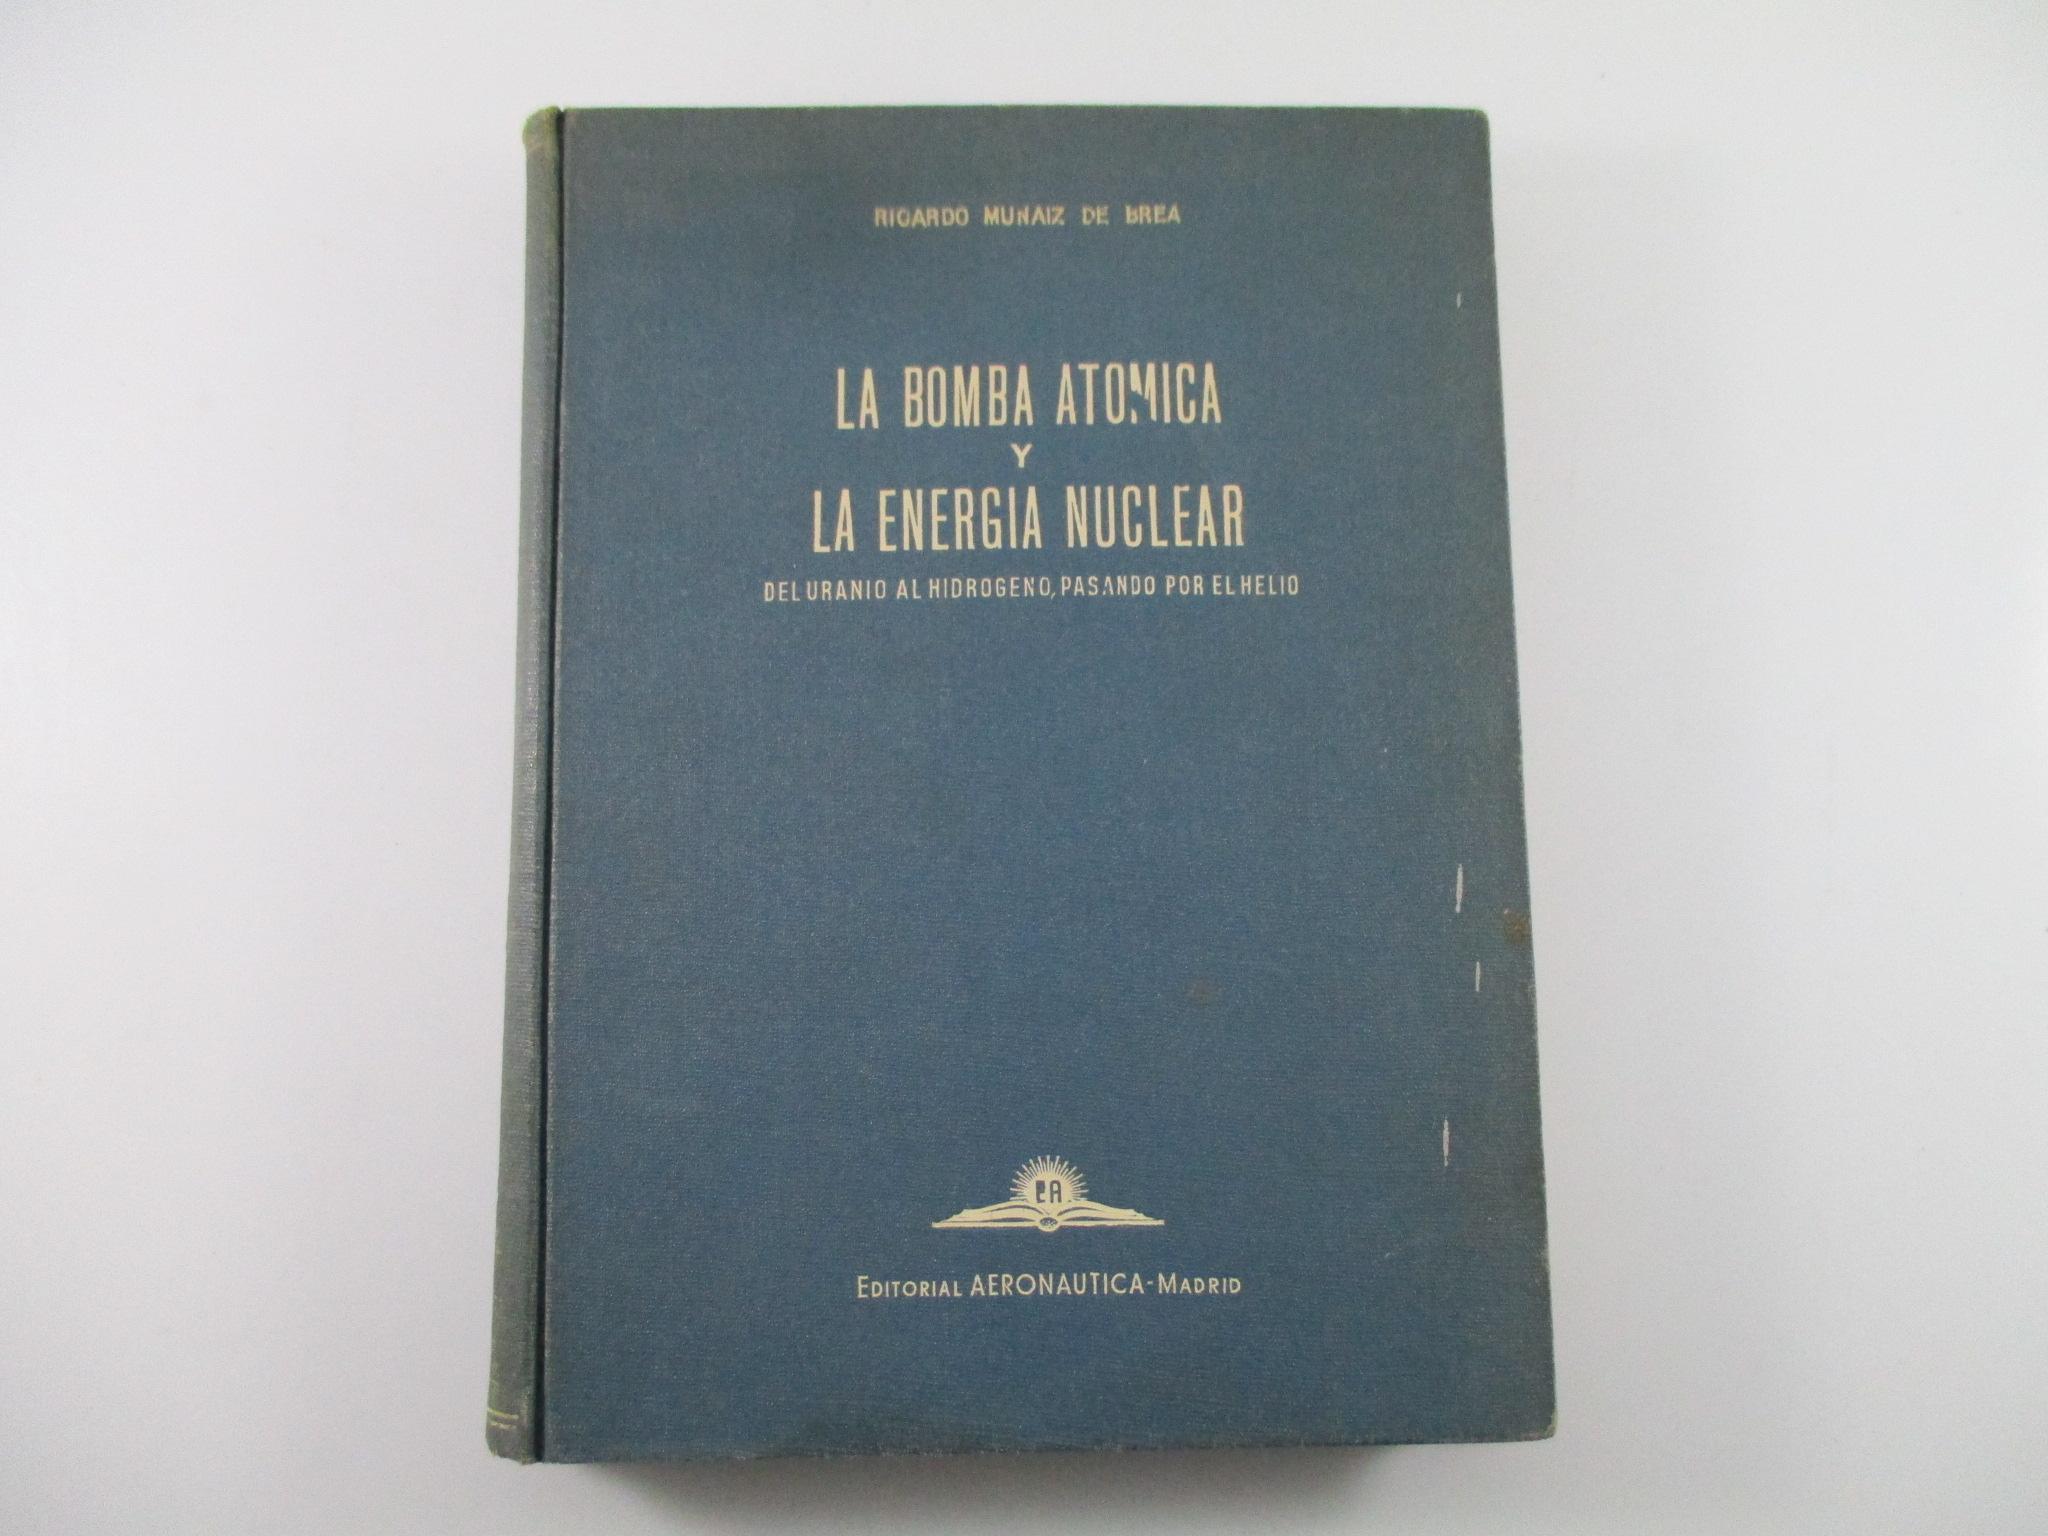 RICARDO MUNAIZ DE BREA
LA BOMBA ATOMICA
Y
LA ENERGIA NUCLEAR
DEL URANIO AL HIDROGENO, PASANDO POR EL HELIO
EA
EDITORIAL AERONAUTICA-MADRID